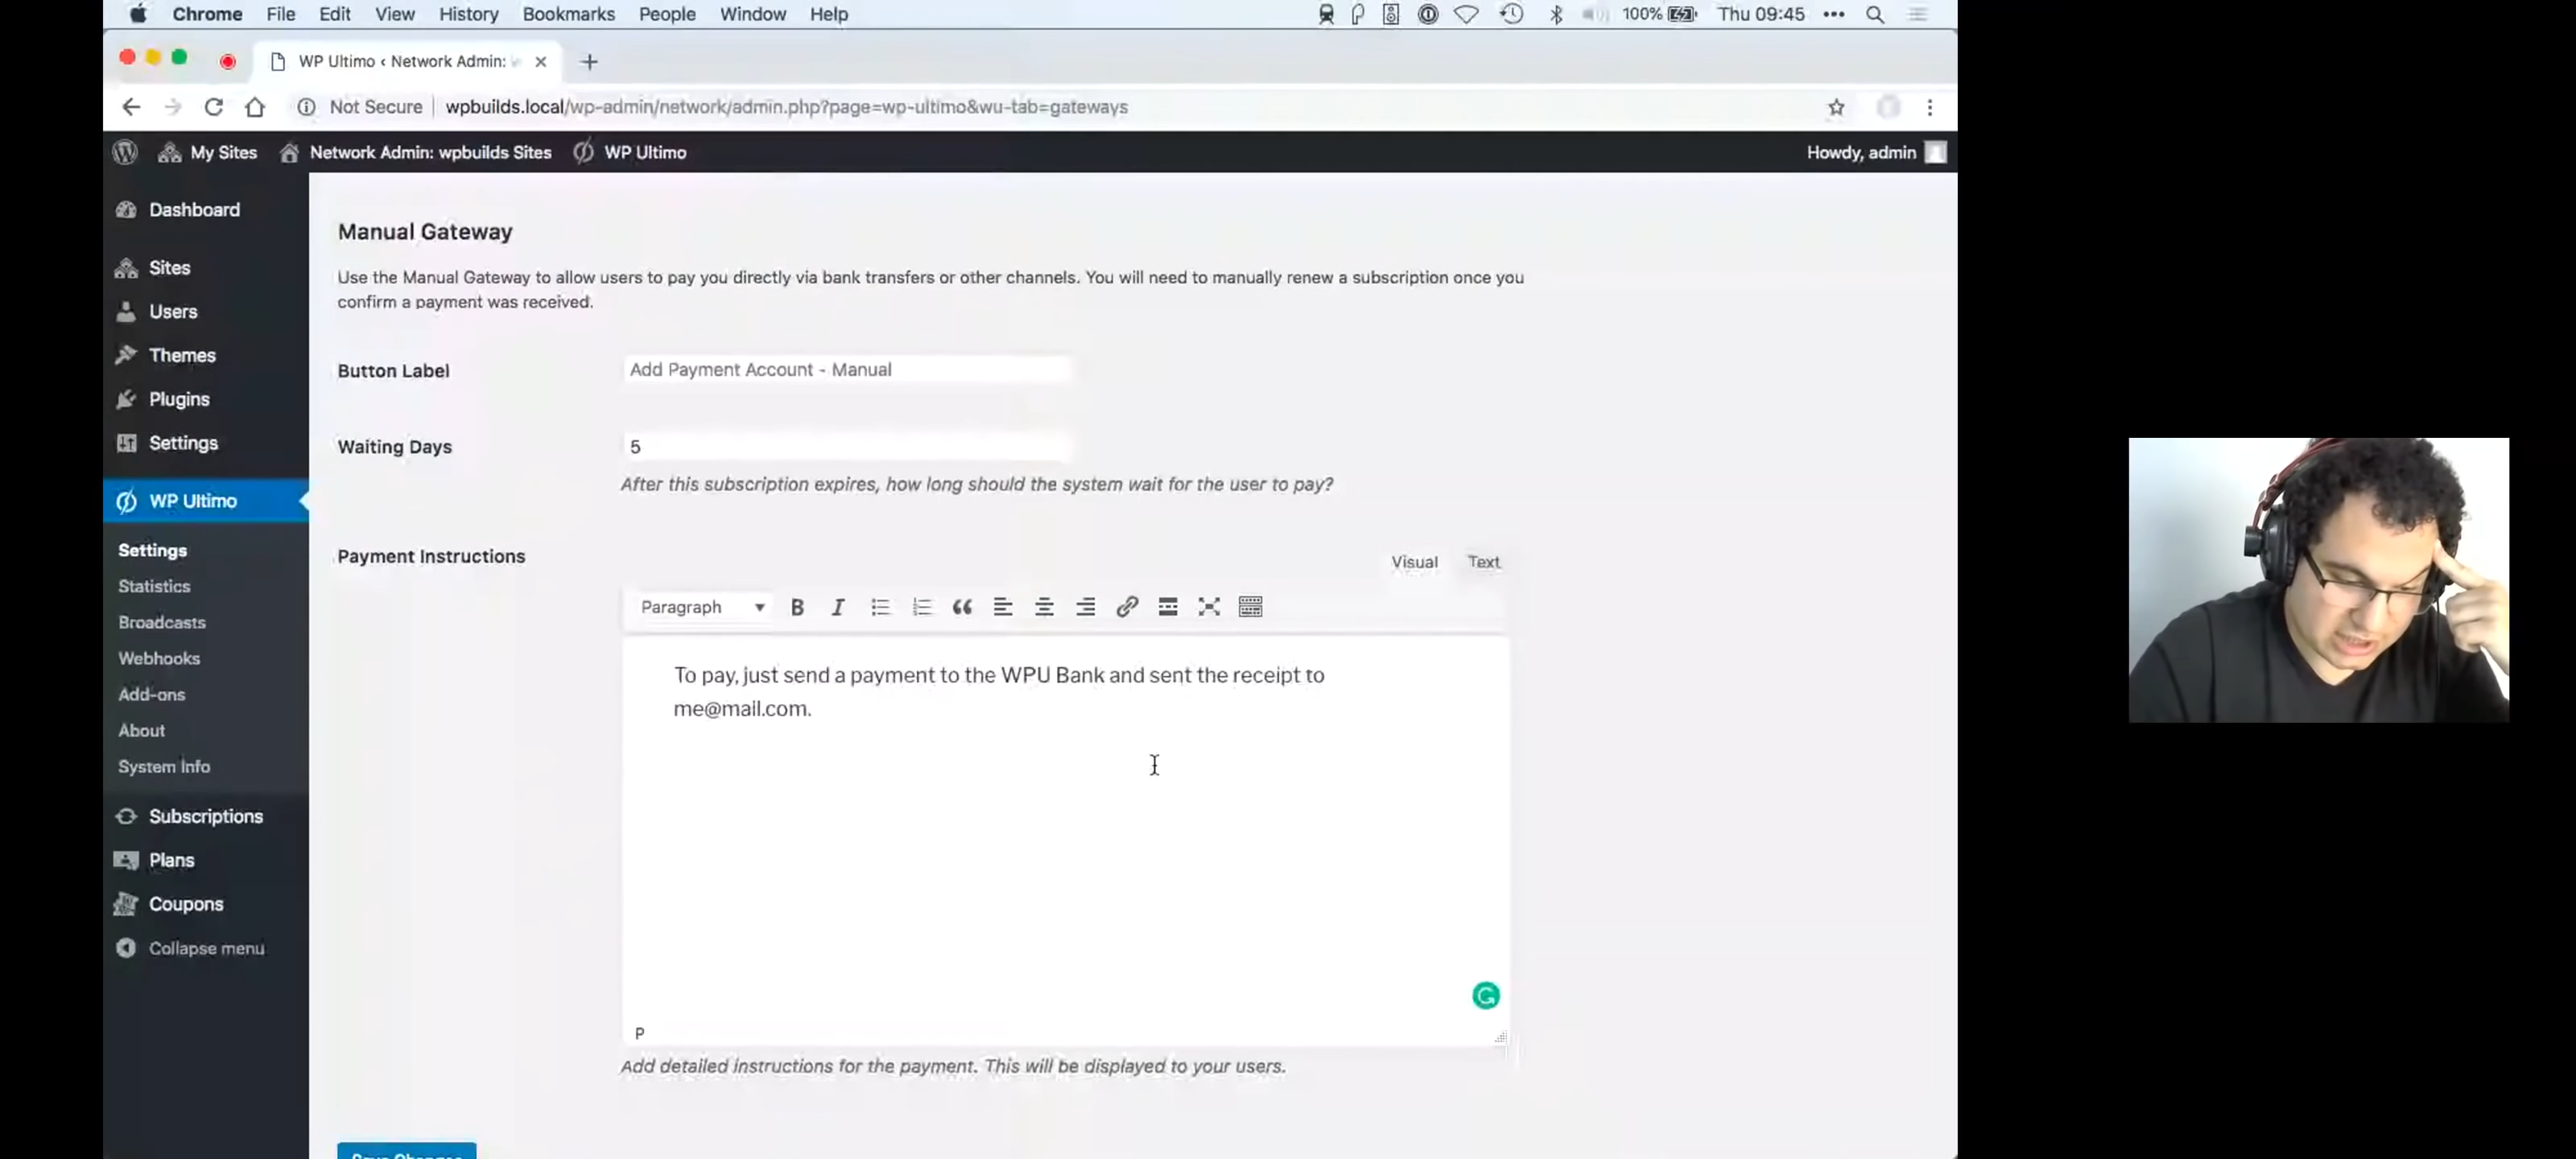 Chrome File Edit View History Bookmarks People Window Help 100% Thu 09:45
WP Ultimo ‹ Network Admin:
Not Secure wpbuilds.local/wp-admin/network/admin.php?page=wp-ultimo&wu-tab=gateways
My Sites Network Admin: wpbuilds Sites WP Ultimo Howdy, admin
Dashboard
Sites
Users
Themes
Plugins
Settings
WP Ultimo
Settings
Statistics
Broadcasts
Webhooks
Add-ons
About
System Info
Subscriptions
Plans
Coupons
Collapse menu
Manual Gateway
Use the Manual Gateway to allow users to pay you directly via bank transfers or other channels. You will need to manually renew a subscription once you
confirm a payment was received.
Button Label Add Payment Account - Manual
Waiting Days 5
After this subscription expires, how long should the system wait for the user to pay?
Payment Instructions Visual Text
Paragraph
To pay, just send a payment to the WPU Bank and sent the receipt to
me@mail.com.
P
Add detailed instructions for the payment. This will be displayed to your users.
Save Changes